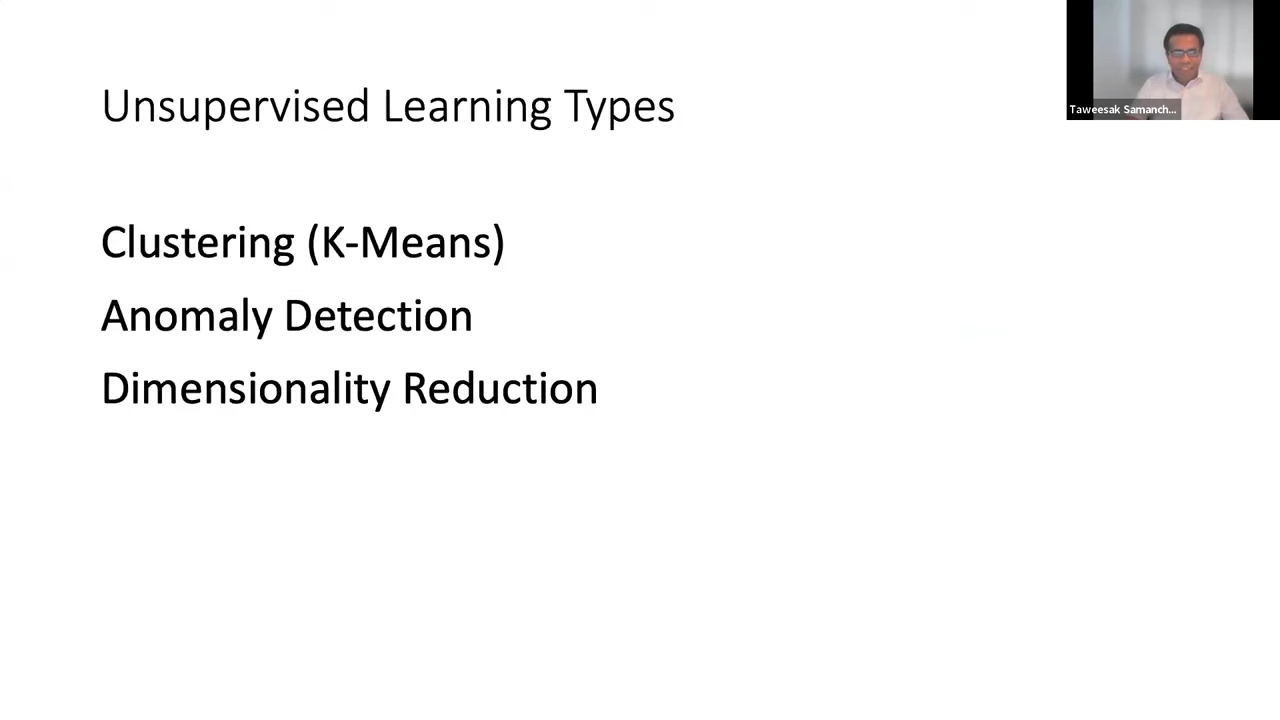 Unsupervised Learning Types
Taweesak Samanch...
Clustering (K-Means)
Anomaly Detection
Dimensionality Reduction